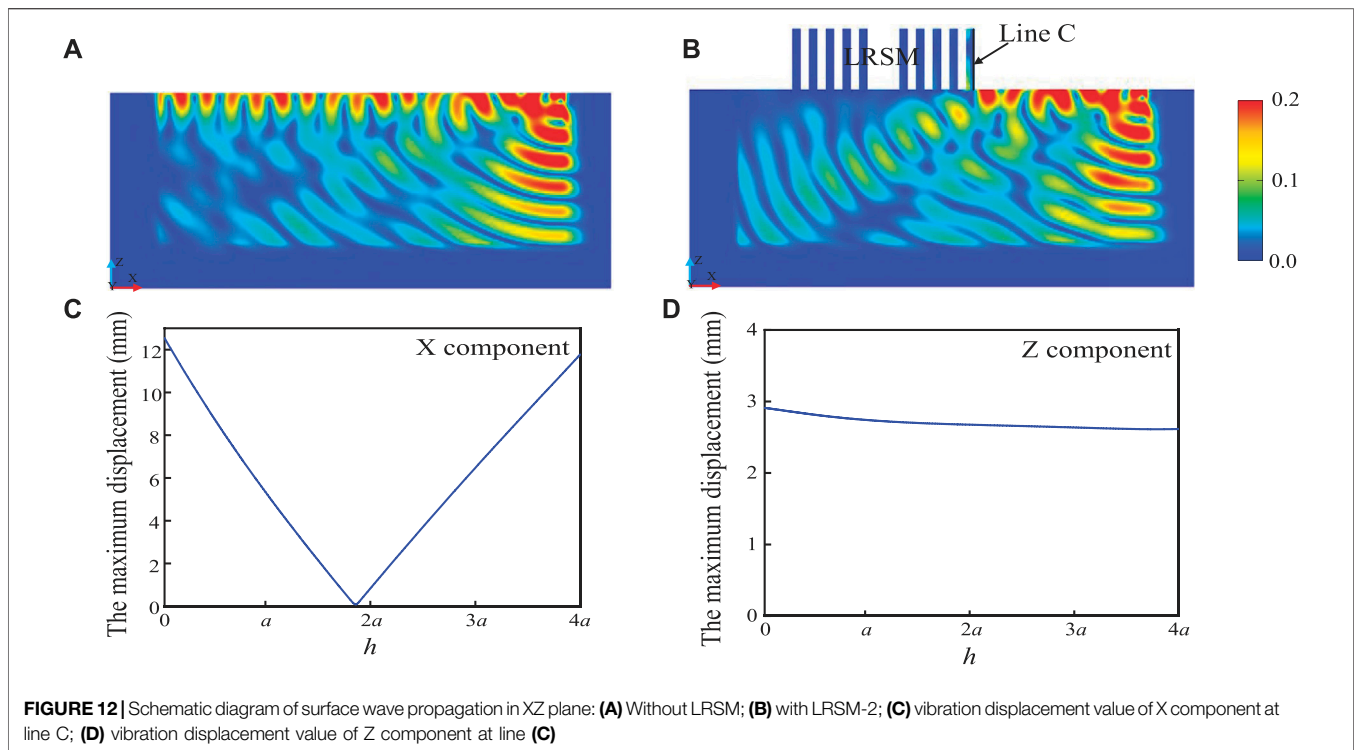 A
B
LRSM
Line C
0.2
0.1
0.0
Z
Y X
Z
Y X
C
The maximum displacement (mm)
12
10
8
6
4
2
0
X component
0 a 2a 3a 4a
h
D
The maximum displacement (mm)
4
3
2
1
0
Z component
0 a 2a 3a 4a
h
FIGURE 12 | Schematic diagram of surface wave propagation in XZ plane: (A) Without LRSM; (B) with LRSM-2; (C) vibration displacement value of X component at
line C; (D) vibration displacement value of Z component at line (C)